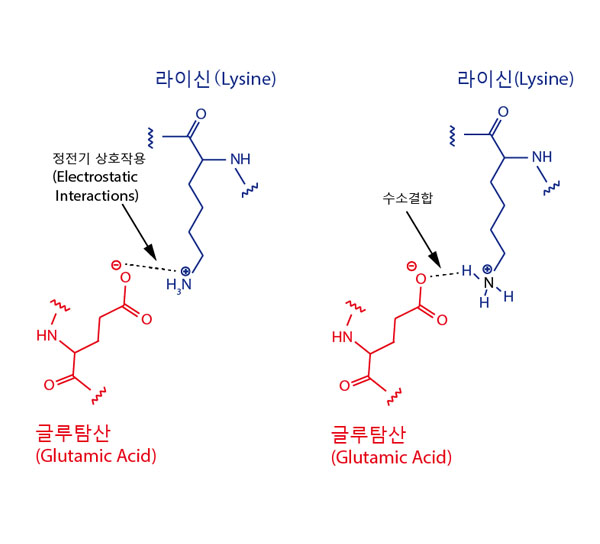 라이신 (Lysine)
O
NH
정전기 상호작용
(Electrostatic
Interactions)
⊖
⊕
H3N
O
O
HN
O
글루탐산
(Glutamic Acid)
라이신(Lysine)
O
NH
수소결합
⊖
⊕
H
N
H
H
O
O
HN
O
글루탐산
(Glutamic Acid)